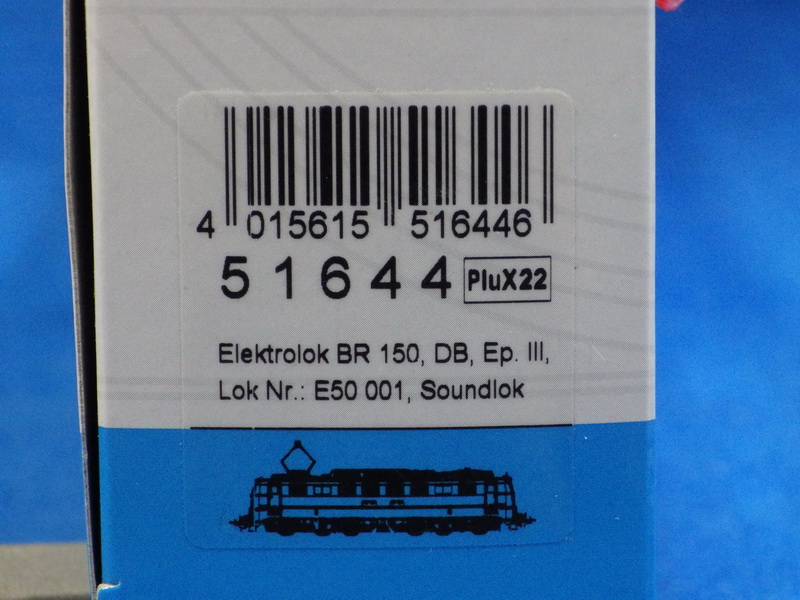 4 015615 516446
51644 PluX22
Elektrolok BR 150, DB, Ep. III,
Lok Nr.: E50 001, Soundlok